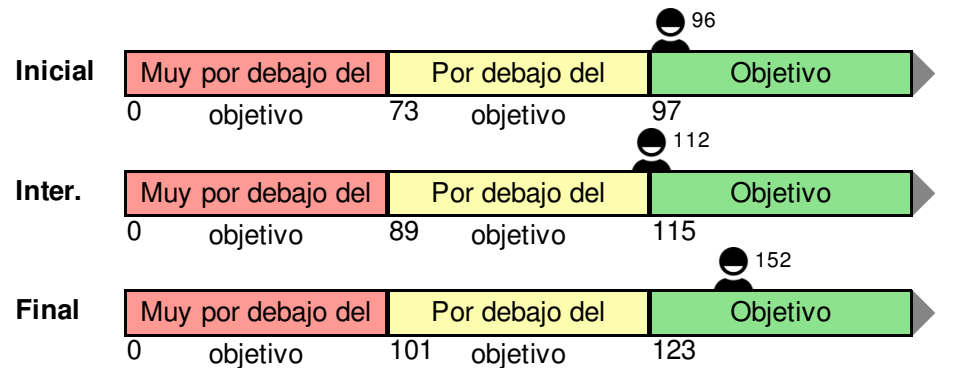 96
Inicial Muy por debajo del Por debajo del Objetivo
0 objetivo 73 objetivo 97
112
Inter. Muy por debajo del Por debajo del Objetivo
0 objetivo 89 objetivo 115
152
Final Muy por debajo del Por debajo del Objetivo
0 objetivo 101 objetivo 123